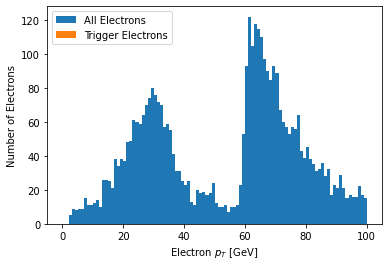 All Electrons
Trigger Electrons
Number of Electrons
120
100
80
60
40
20
0
0 20 40 60 80 100
Electron p_T [GeV]